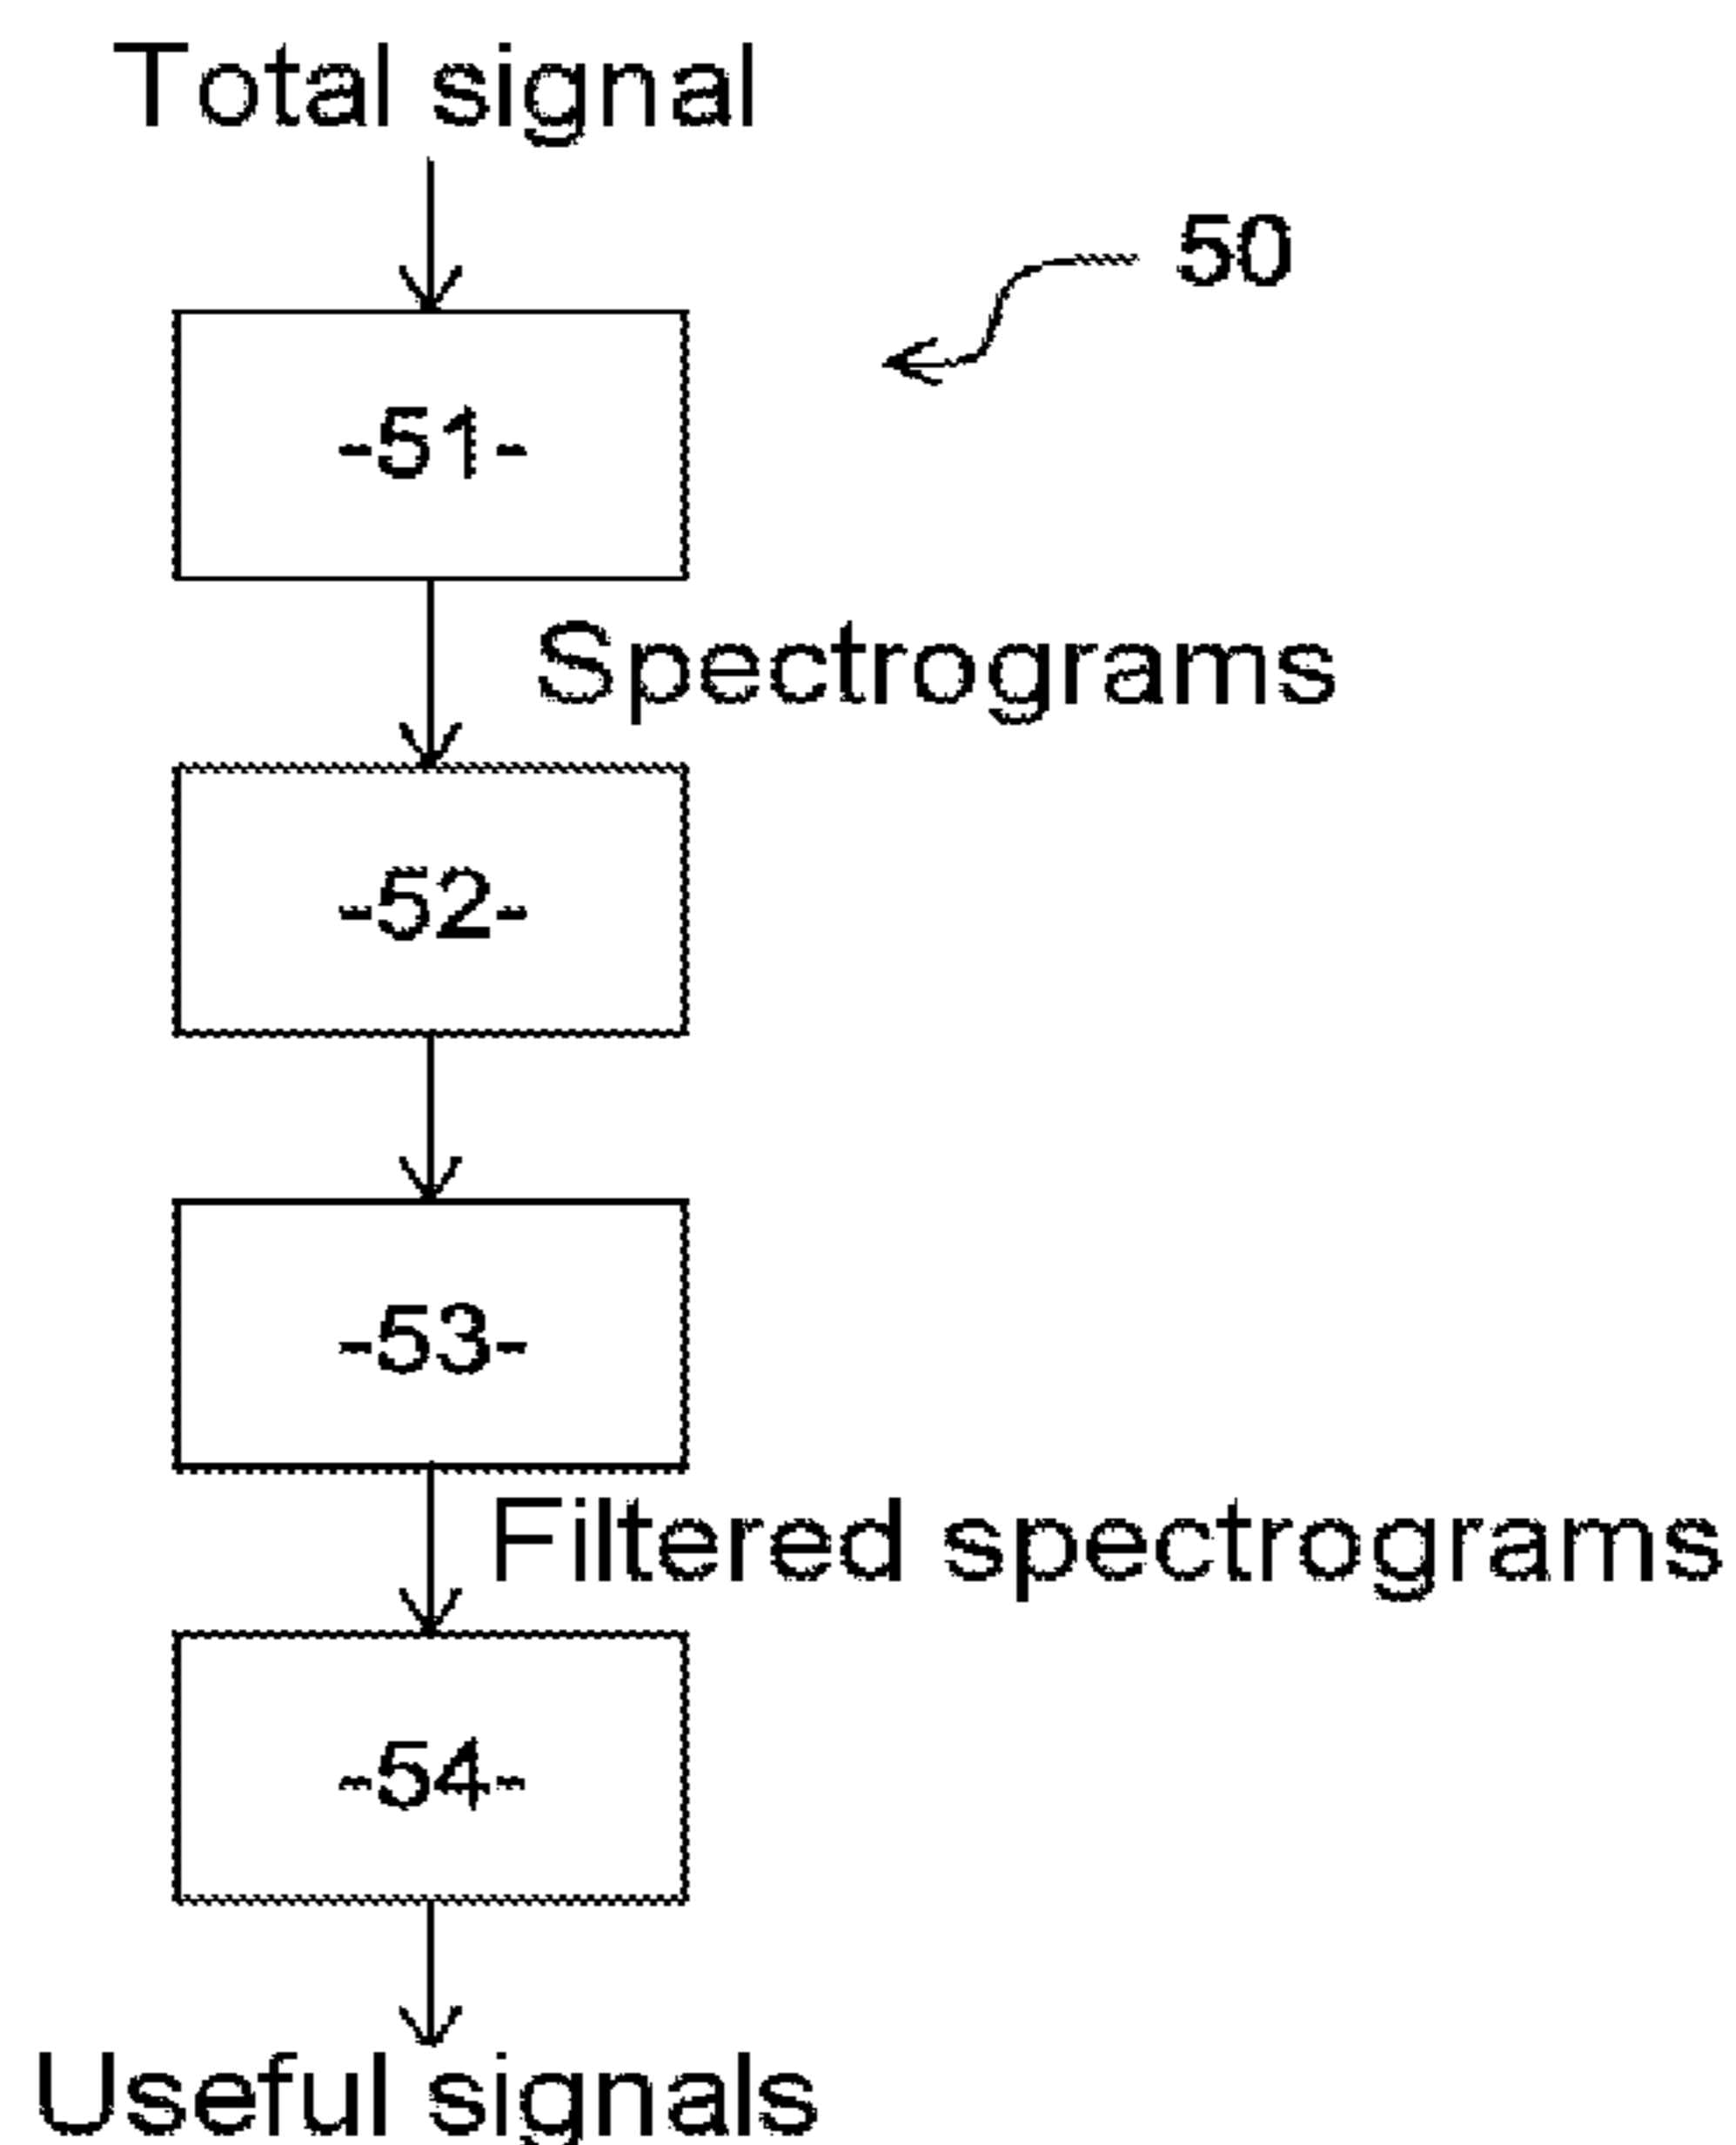 Total signal
50
-51-
Spectrograms
-52-
-53-
Filtered spectrograms
-54-
Useful signals